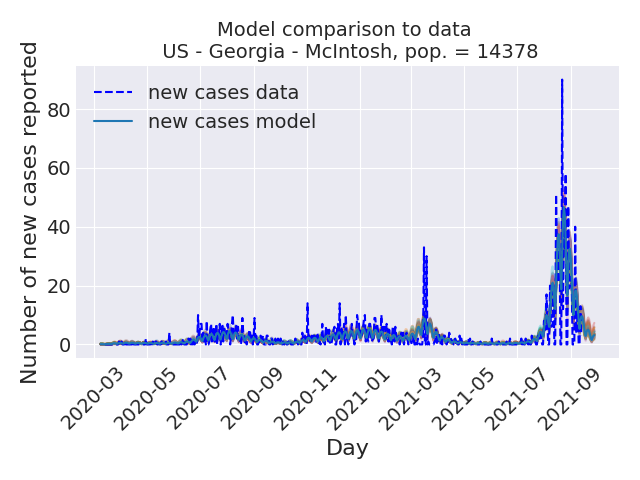 Model comparison to data
US - Georgia - McIntosh, pop. = 14378
Number of new cases reported
80
60
40
20
0
new cases data
new cases model
2020-03
2020-05
2020-07
2020-09
2020-11
2021-01
2021-03
2021-05
2021-07
2021-09
Day